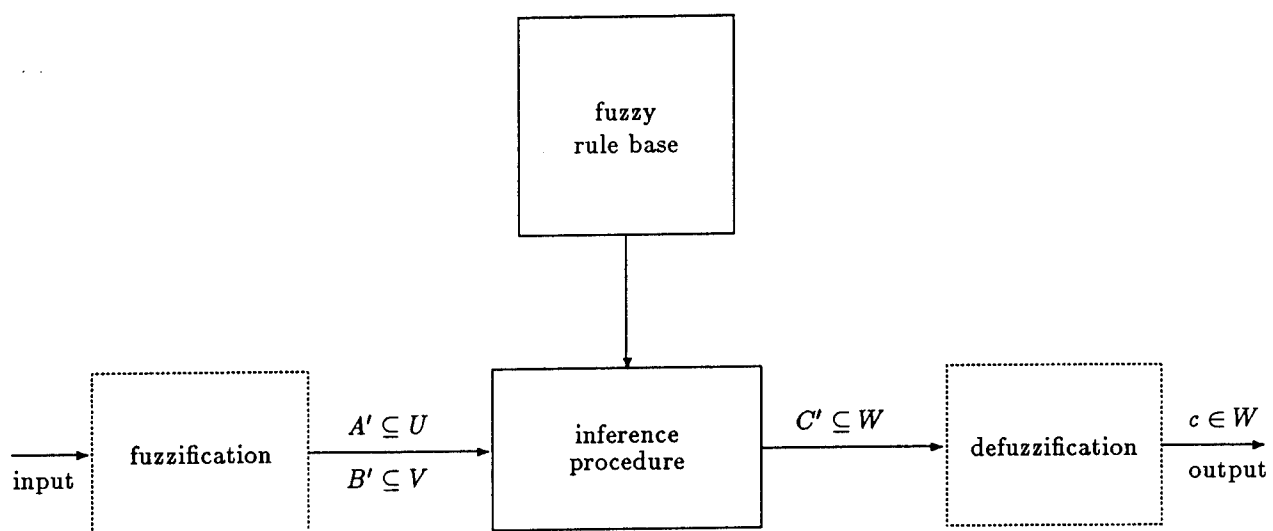 fuzzy
rule base
A′ ⊆ U
B′ ⊆ V
C′ ⊆ W
c ∈ W
input
fuzzification
inference
procedure
defuzzification
output